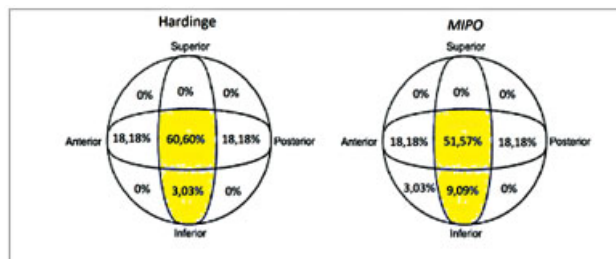 Hardinge MIPO
Superior Superior
0% 0% 0% 0% 0% 0%
Anterior 18,18% 60,60% 18,18% Posterior Anterior 18,18% 51,57% 18,18% Posterior
0% 3,03% 0% 3,03% 9,09% 0%
Inferior Inferior